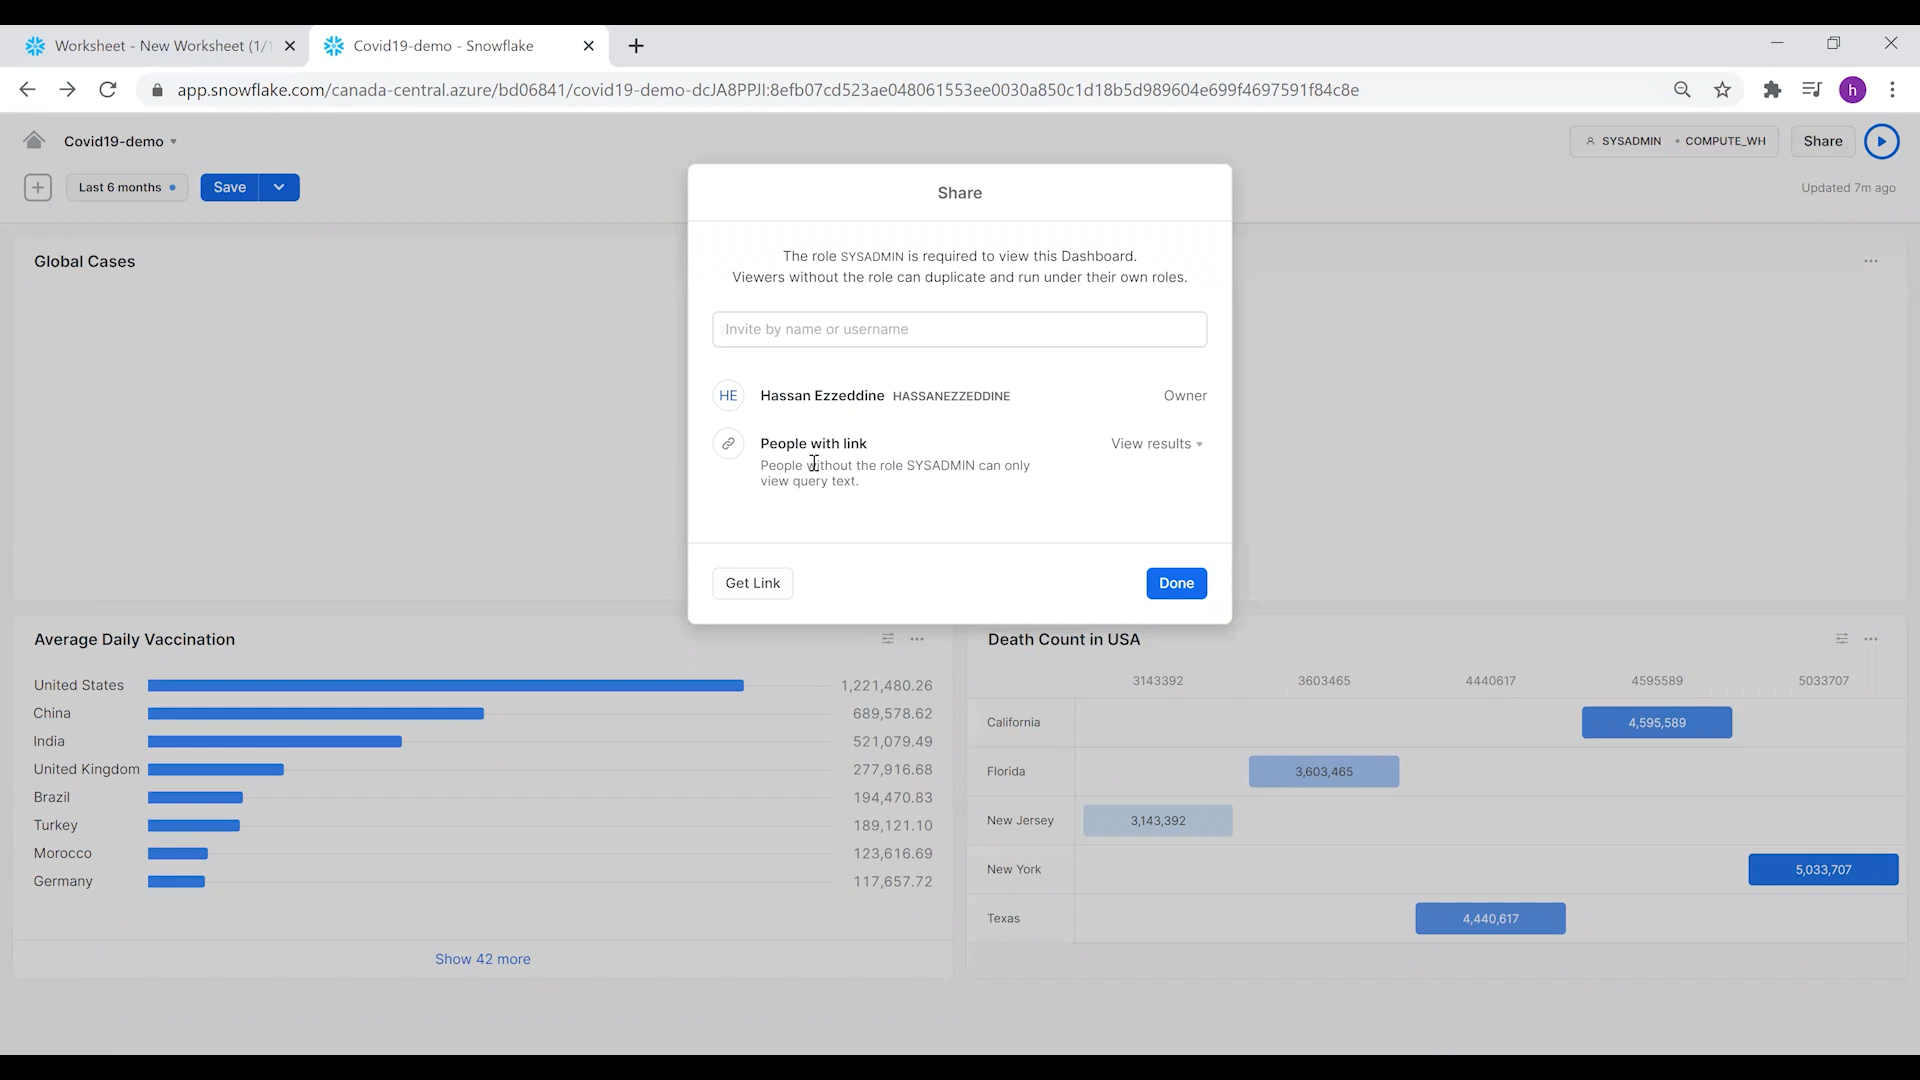 Worksheet - New Worksheet (1/1
Covid19-demo - Snowflake
app.snowflake.com/canada-central.azure/bd06841/covid19-demo-dcJA8PPJI:8efb07cd523ae048061553ee0030a850c1d18b5d989604e699f4697591f84c8e
h
Covid19-demo
SYSADMIN • COMPUTE_WH
Share
Last 6 months
Save
Updated 7m ago
Share
The role SYSADMIN is required to view this Dashboard.
Viewers without the role can duplicate and run under their own roles.
Invite by name or username
HE Hassan Ezzeddine HASSANEZZEDDINE Owner
People with link View results
People without the role SYSADMIN can only
view query text.
Get Link
Done
Global Cases
Average Daily Vaccination
United States 1,221,480.26
China 689,578.62
India 521,079.49
United Kingdom 277,916.68
Brazil 194,470.83
Turkey 189,121.10
Morocco 123,616.69
Germany 117,657.72
Show 42 more
Death Count in USA
3143392 3603465 4440617 4595589 5033707
California 4,595,589
Florida 3,603,465
New Jersey 3,143,392
New York 5,033,707
Texas 4,440,617